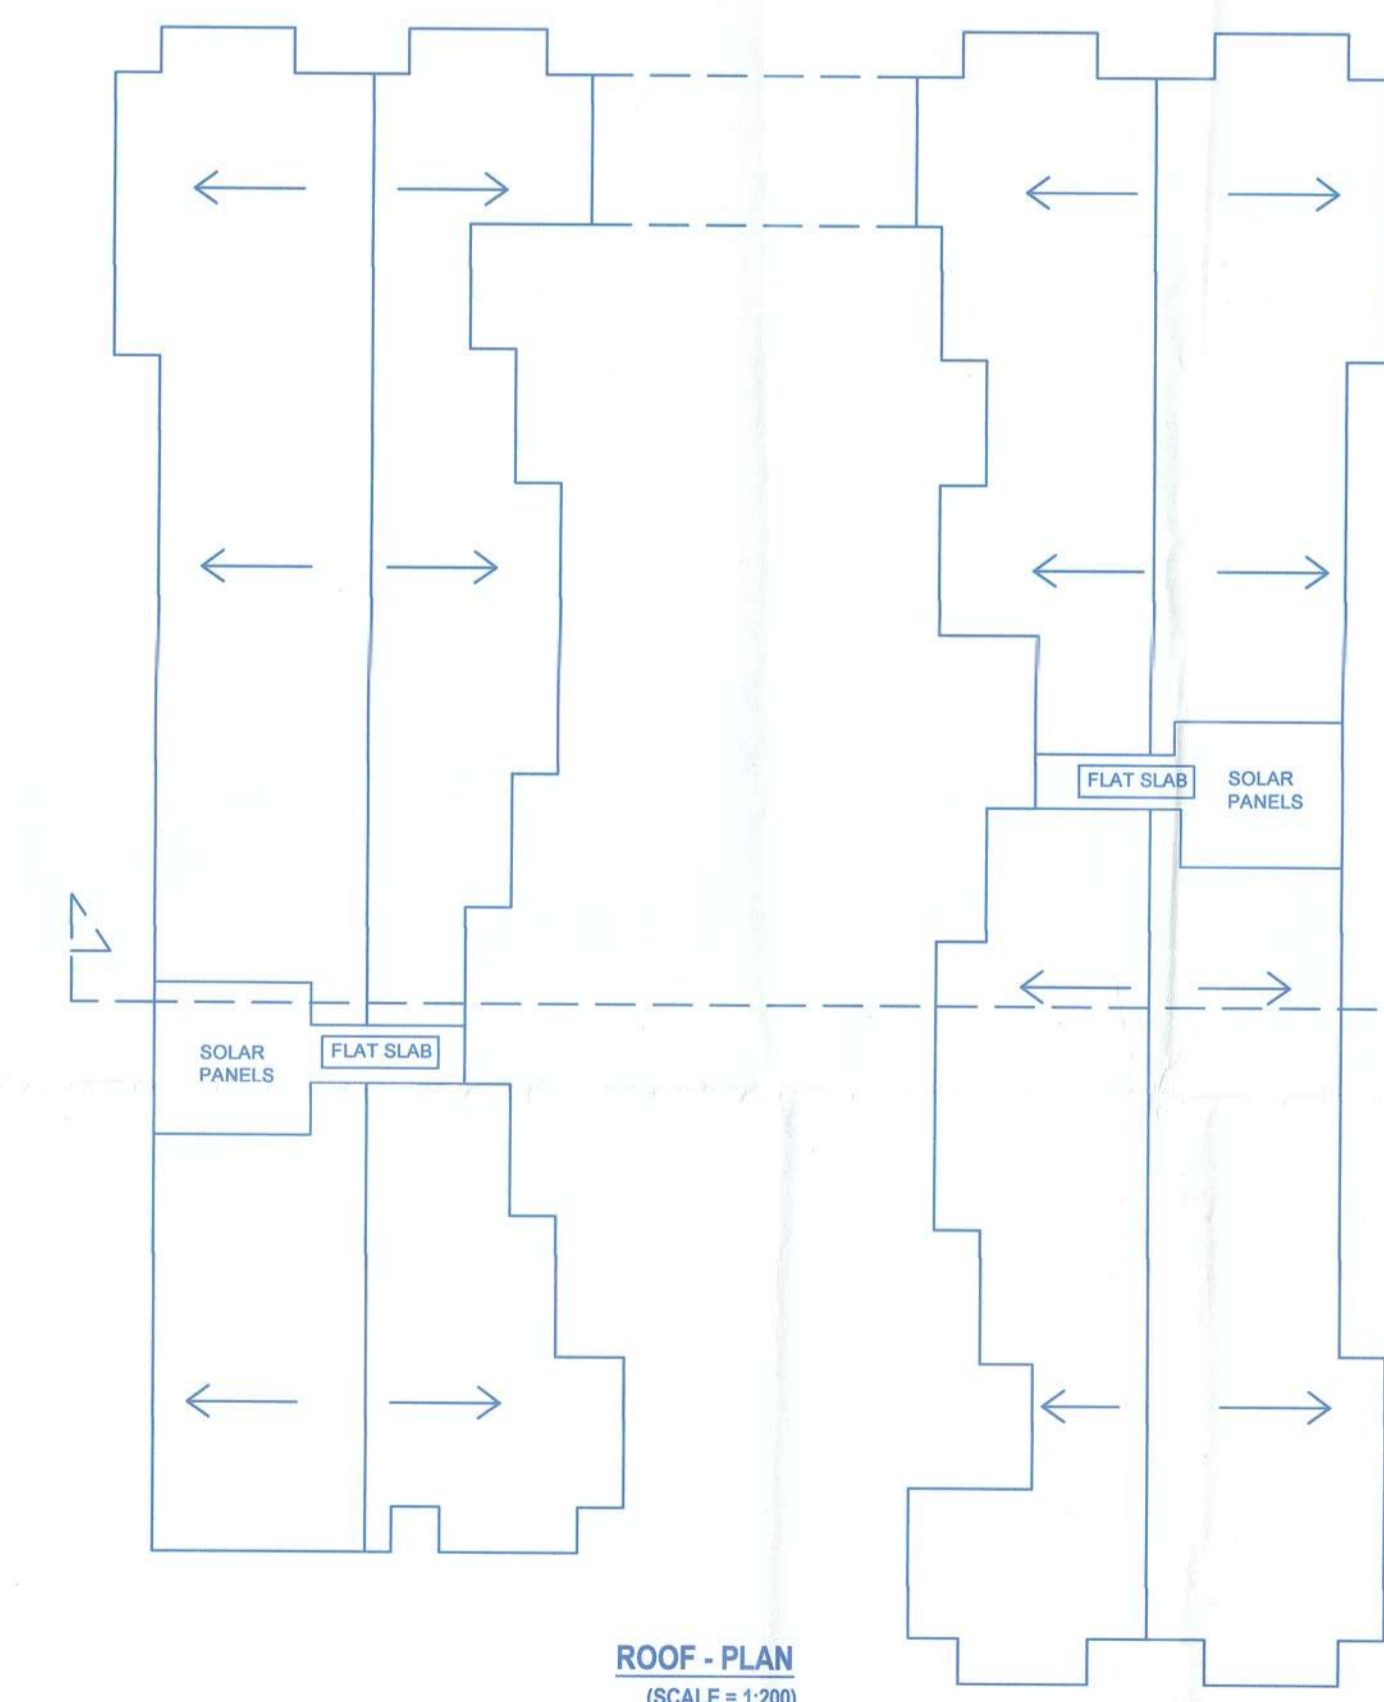 FLAT SLAB
SOLAR
PANELS
SOLAR
PANELS
FLAT SLAB
ROOF - PLAN
(SCALE = 1:200)